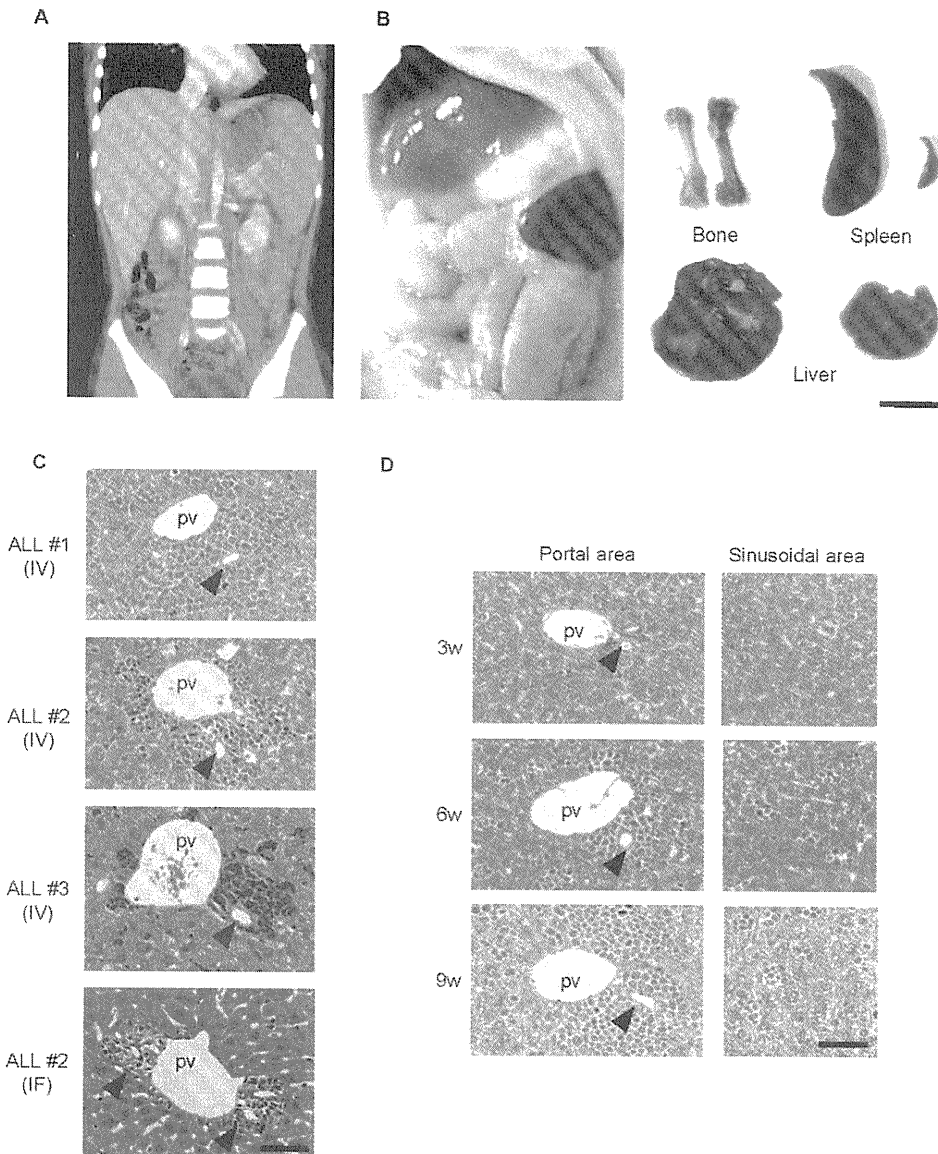 A
B
Bone
Spleen
Liver
C
ALL #1
(IV)
pv
ALL #2
(IV)
pv
ALL #3
(IV)
pv
ALL #2
(IF)
pv
D
Portal area
Sinusoidal area
3w
pv
6w
pv
9w
pv